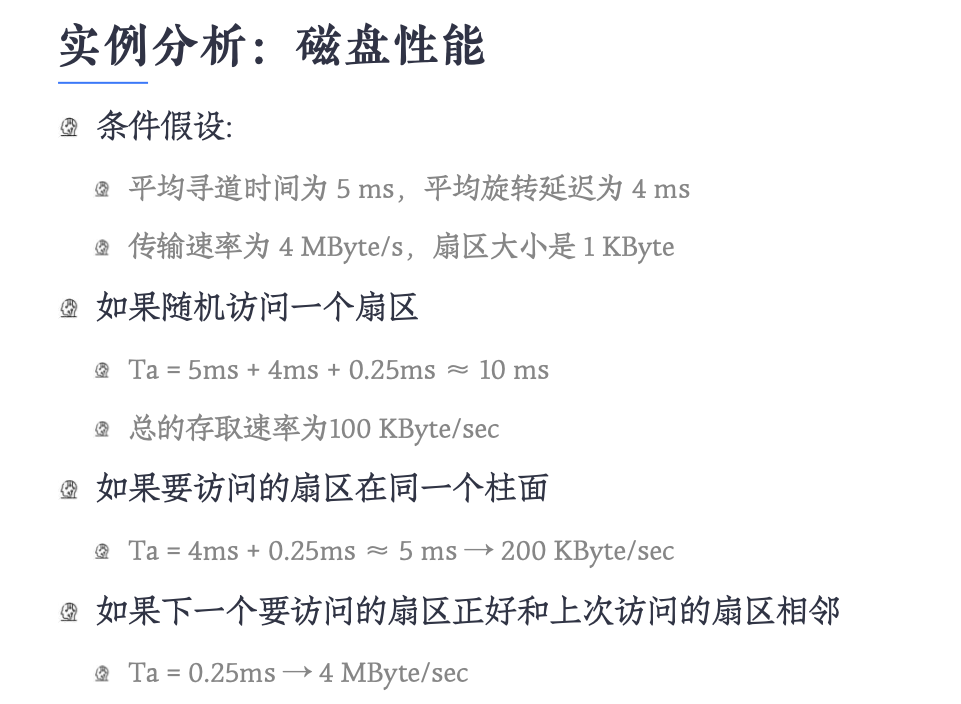 实例分析：磁盘性能
条件假设:
平均寻道时间为 5 ms，平均旋转延迟为 4 ms
传输速率为 4 MByte/s，扇区大小是 1 KByte
如果随机访问一个扇区
Ta = 5ms + 4ms + 0.25ms ≈ 10 ms
总的存取速率为100 KByte/sec
如果要访问的扇区在同一个柱面
Ta = 4ms + 0.25ms ≈ 5 ms → 200 KByte/sec
如果下一个要访问的扇区正好和上次访问的扇区相邻
Ta = 0.25ms → 4 MByte/sec